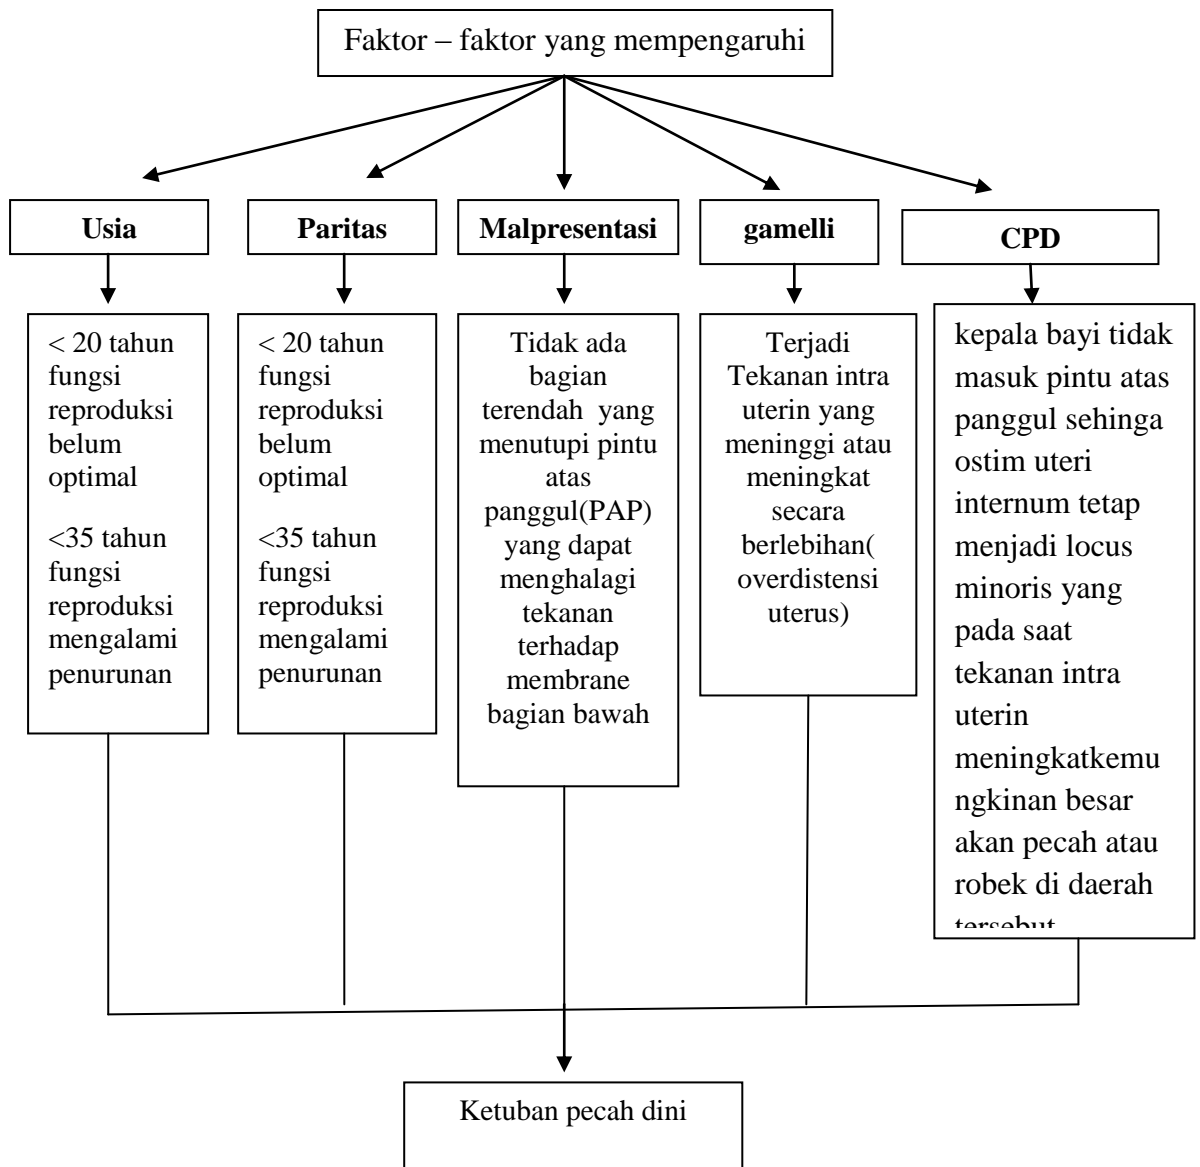 Faktor – faktor yang mempengaruhi
Usia
Paritas
Malpresentasi
gamelli
CPD
< 20 tahun
fungsi
reproduksi
belum
optimal
<35 tahun
fungsi
reproduksi
mengalami
penurunan
< 20 tahun
fungsi
reproduksi
belum
optimal
<35 tahun
fungsi
reproduksi
mengalami
penurunan
Tidak ada
bagian
terendah yang
menutupi pintu
atas
panggul(PAP)
yang dapat
menghalagi
tekanan
terhadap
membrane
bagian bawah
Terjadi
Tekanan intra
uterin yang
meninggi atau
meningkat
secara
berlebihan(
overdistensi
uterus)
kepala bayi tidak
masuk pintu atas
panggul sehinga
ostim uteri
internum tetap
menjadi locus
minoris yang
pada saat
tekanan intra
uterin
meningkatkemu
ngkinan besar
akan pecah atau
robek di daerah
tersebut
Ketuban pecah dini